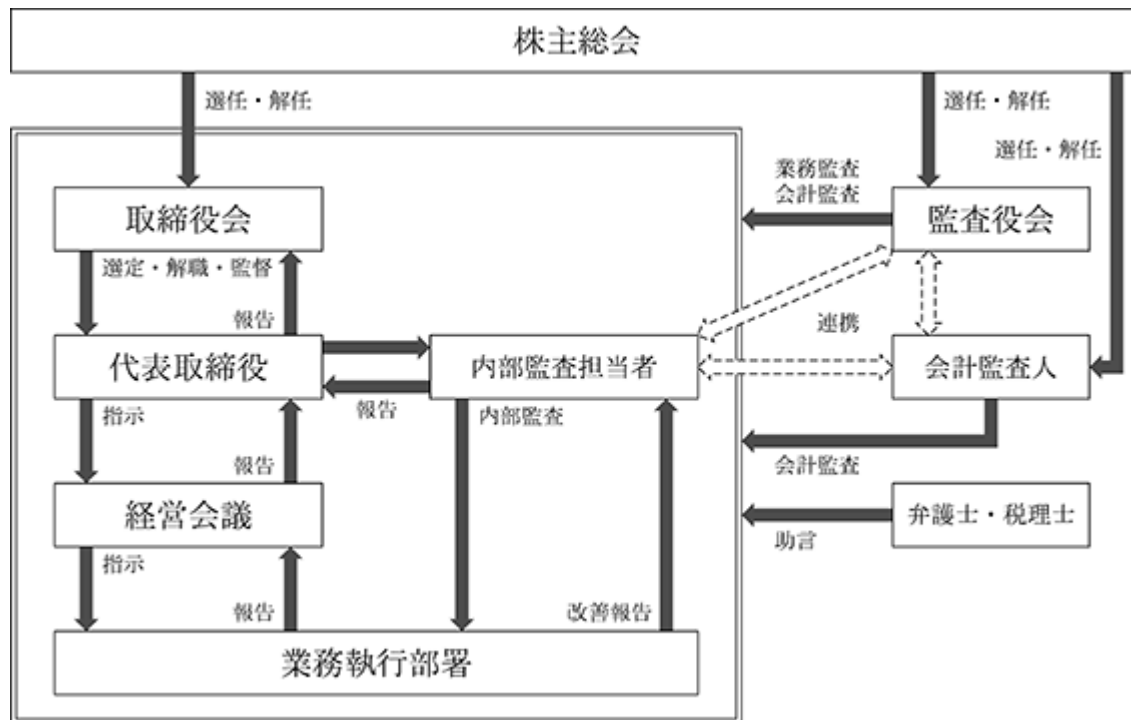 株主総会
選任・解任
選任・解任
選任・解任
業務監査
会計監査
取締役会
監査役会
選定・解職・監督
報告
連携
代表取締役
内部監査担当者
会計監査人
指示
報告
内部監査
報告
会計監査
経営会議
弁護士・税理士
指示
助言
報告
改善報告
業務執行部署